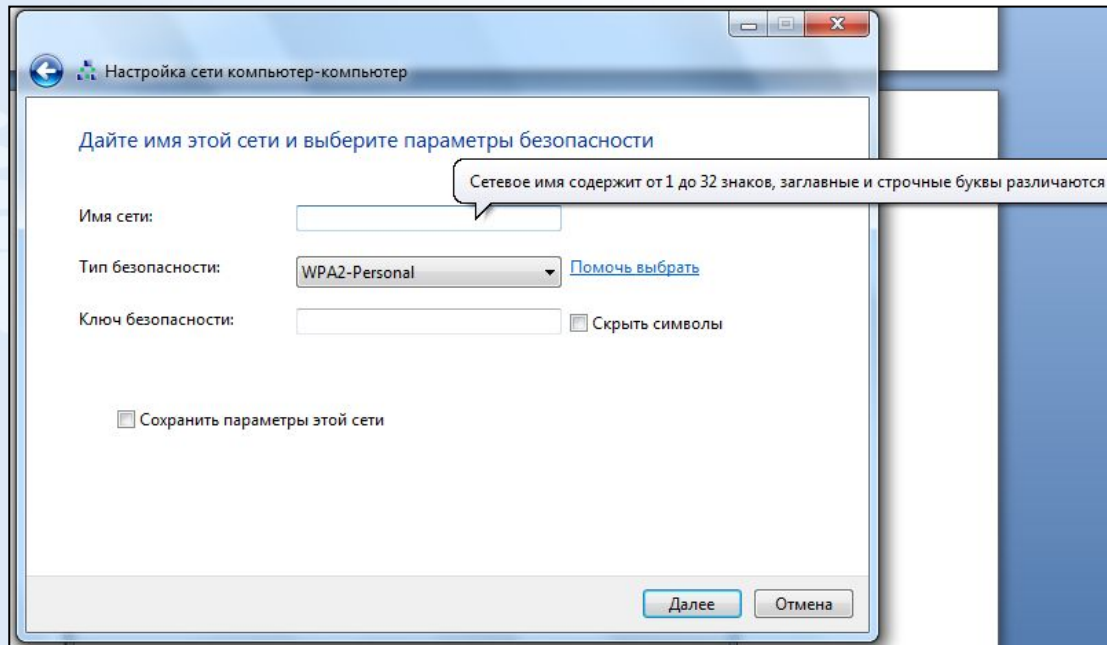 Настройка сети компьютер-компьютер
Дайте имя этой сети и выберите параметры безопасности
Сетевое имя содержит от 1 до 32 знаков, заглавные и строчные буквы различаются
Имя сети:
Тип безопасности: WPA2-Personal Помочь выбрать
Ключ безопасности: Скрыть символы
Сохранить параметры этой сети
Далее Отмена